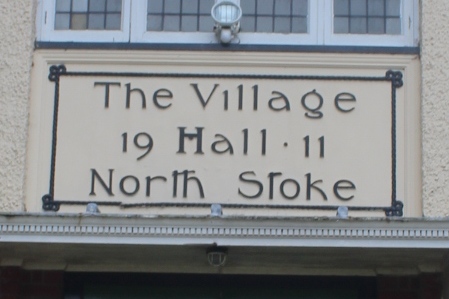 The Village
19 Hall · 11
North Stoke